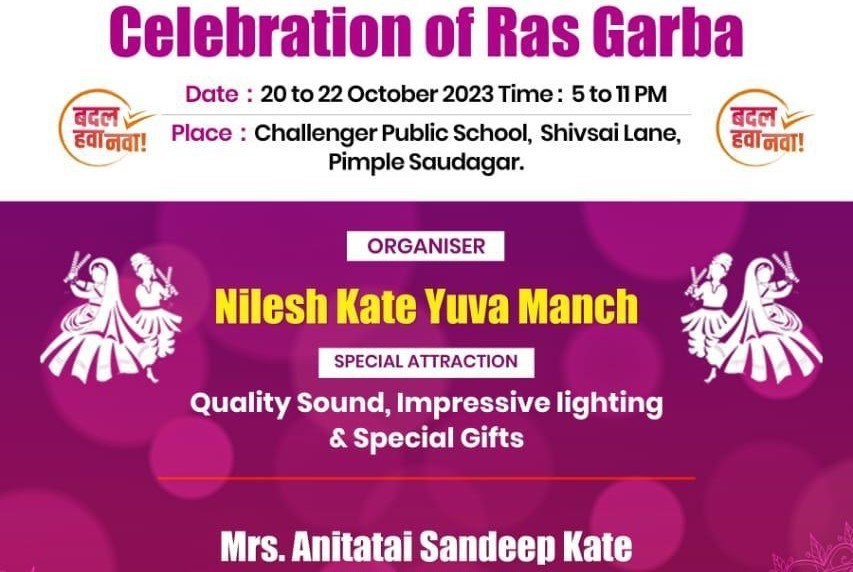 Celebration of Ras Garba
Date : 20 to 22 October 2023 Time : 5 to 11 PM
Place : Challenger Public School, Shivsai Lane,
Pimple Saudagar.
बदल
हवा नवा!
बदल
हवा नवा!
ORGANISER
Nilesh Kate Yuva Manch
SPECIAL ATTRACTION
Quality Sound, Impressive lighting
& Special Gifts
Mrs. Anitatai Sandeep Kate